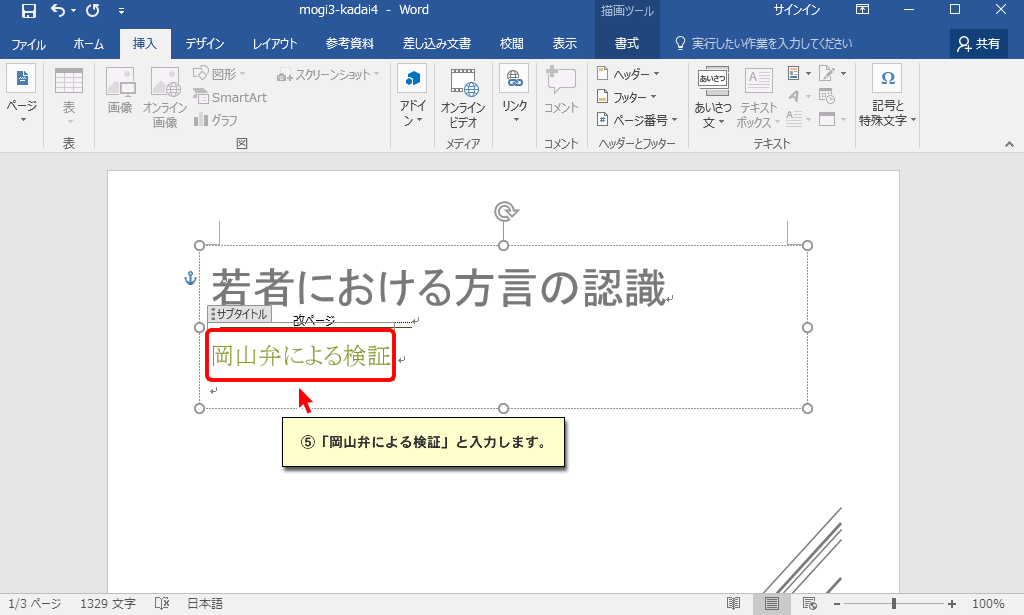 mogi3-kadai4 - Word
描画ツール
サインイン
ファイル ホーム 挿入 デザイン レイアウト 参考資料 差し込み文書 校閲 表示 書式 実行したい作業を入力してください 共有
ページ
表
表
画像
オンライン
画像
図形
SmartArt
グラフ
スクリーンショット
図
アドイ
ン
オンライン
ビデオ
メディア
リンク
コメント
コメント
ヘッダー
フッター
ページ番号
ヘッダーとフッター
あいさつ
あいさつ
文
テキスト
ボックス
テキスト
記号と
特殊文字
若者における方言の認識
サブタイトル
改ページ
岡山弁による検証
⑤「岡山弁による検証」と入力します。
1/3 ページ 1329 文字 日本語 100%